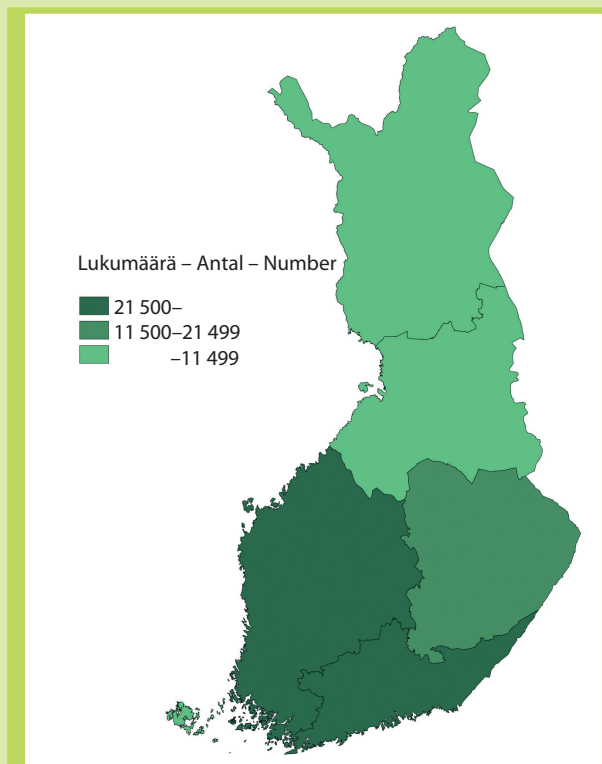 Lukumäärä – Antal – Number
21 500–
11 500–21 499
–11 499